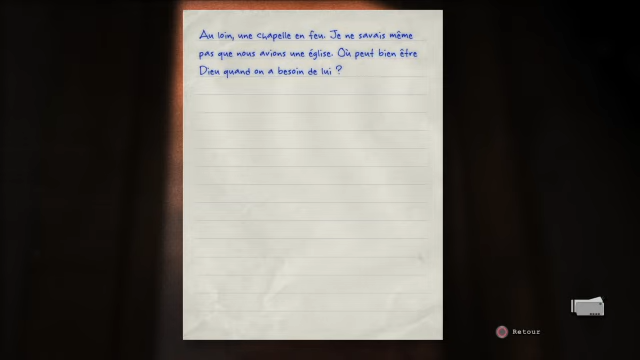 Au loin, une chapelle en feu. Je ne savais même
pas que nous avions une église. Où peut bien être
Dieu quand on a besoin de lui ?
Retour